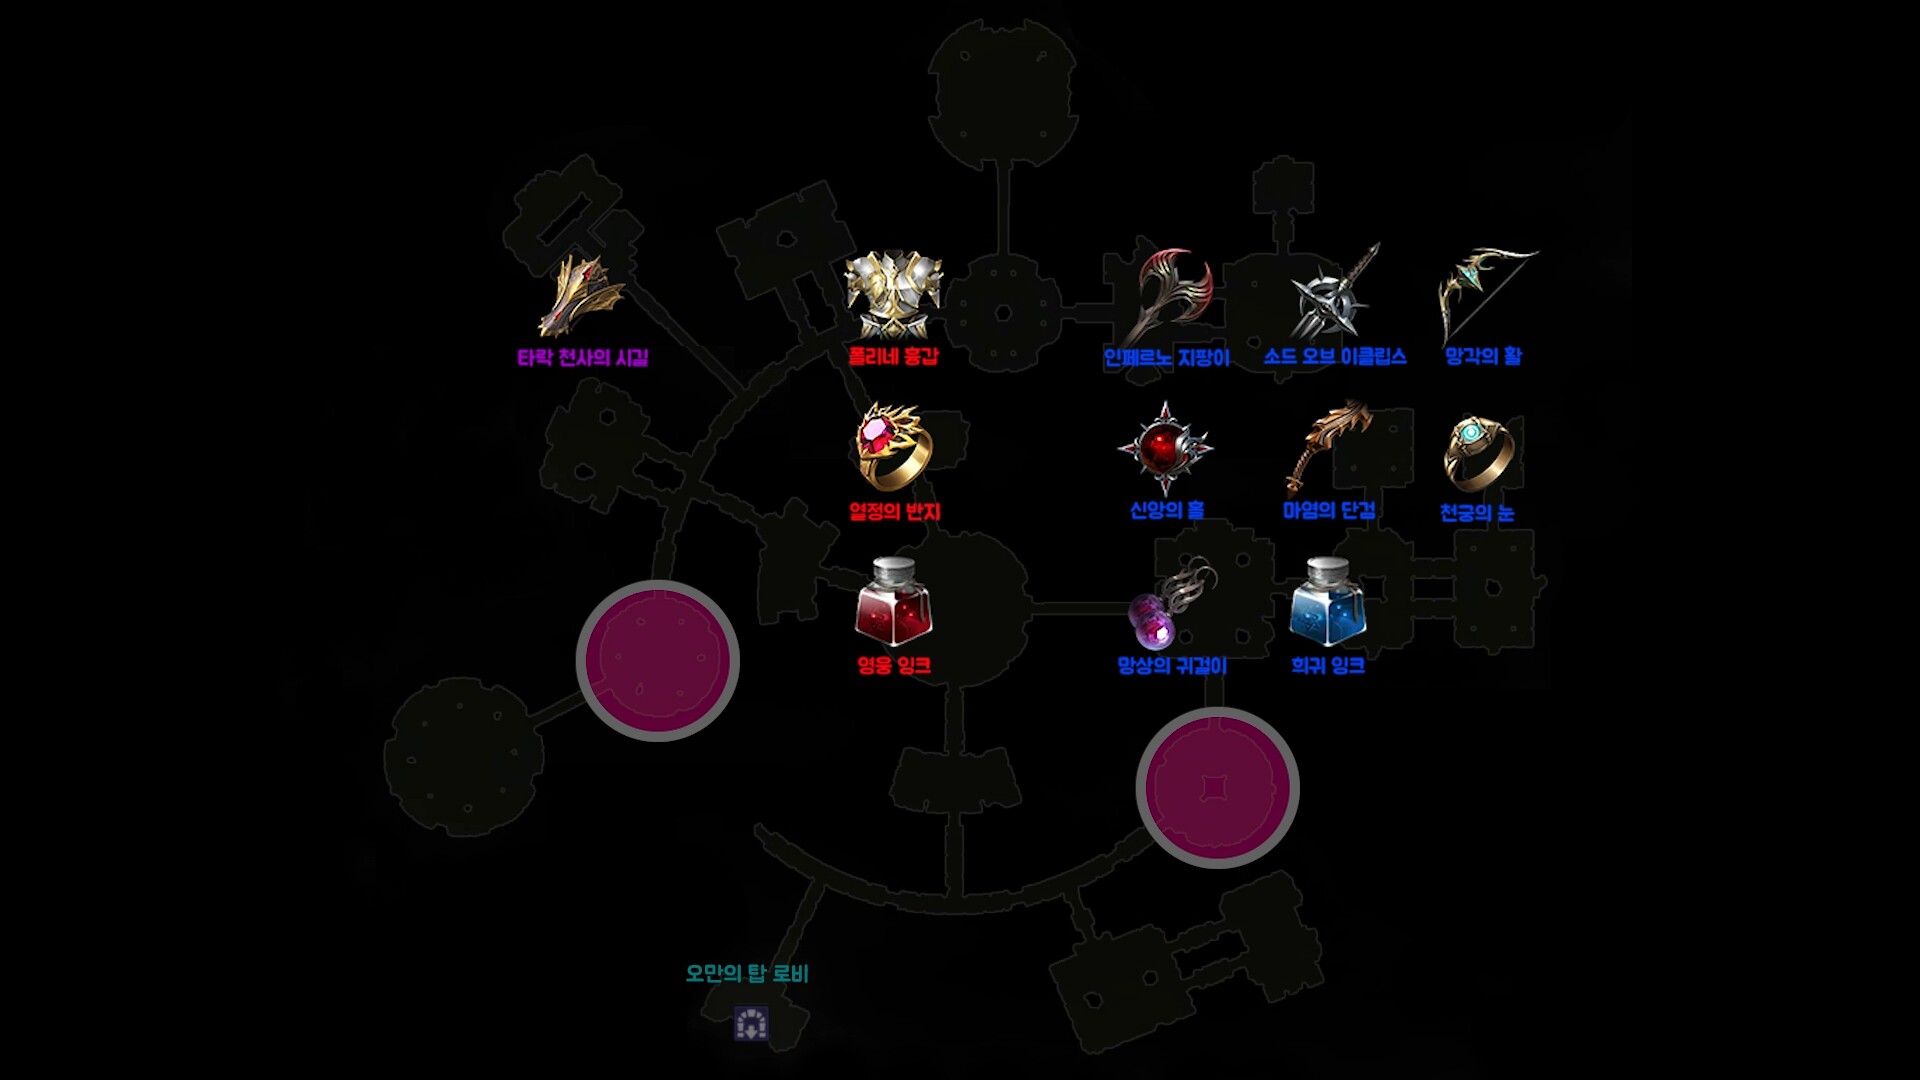 타락 천사의 시길
폴리네 흉갑
인페르노 지팡이
소드 오브 이클립스
망각의 활
열정의 반지
신앙의 홀
마염의 단검
천궁의 눈
영웅 잉크
망상의 귀걸이
희귀 잉크
오만의 탑 로비